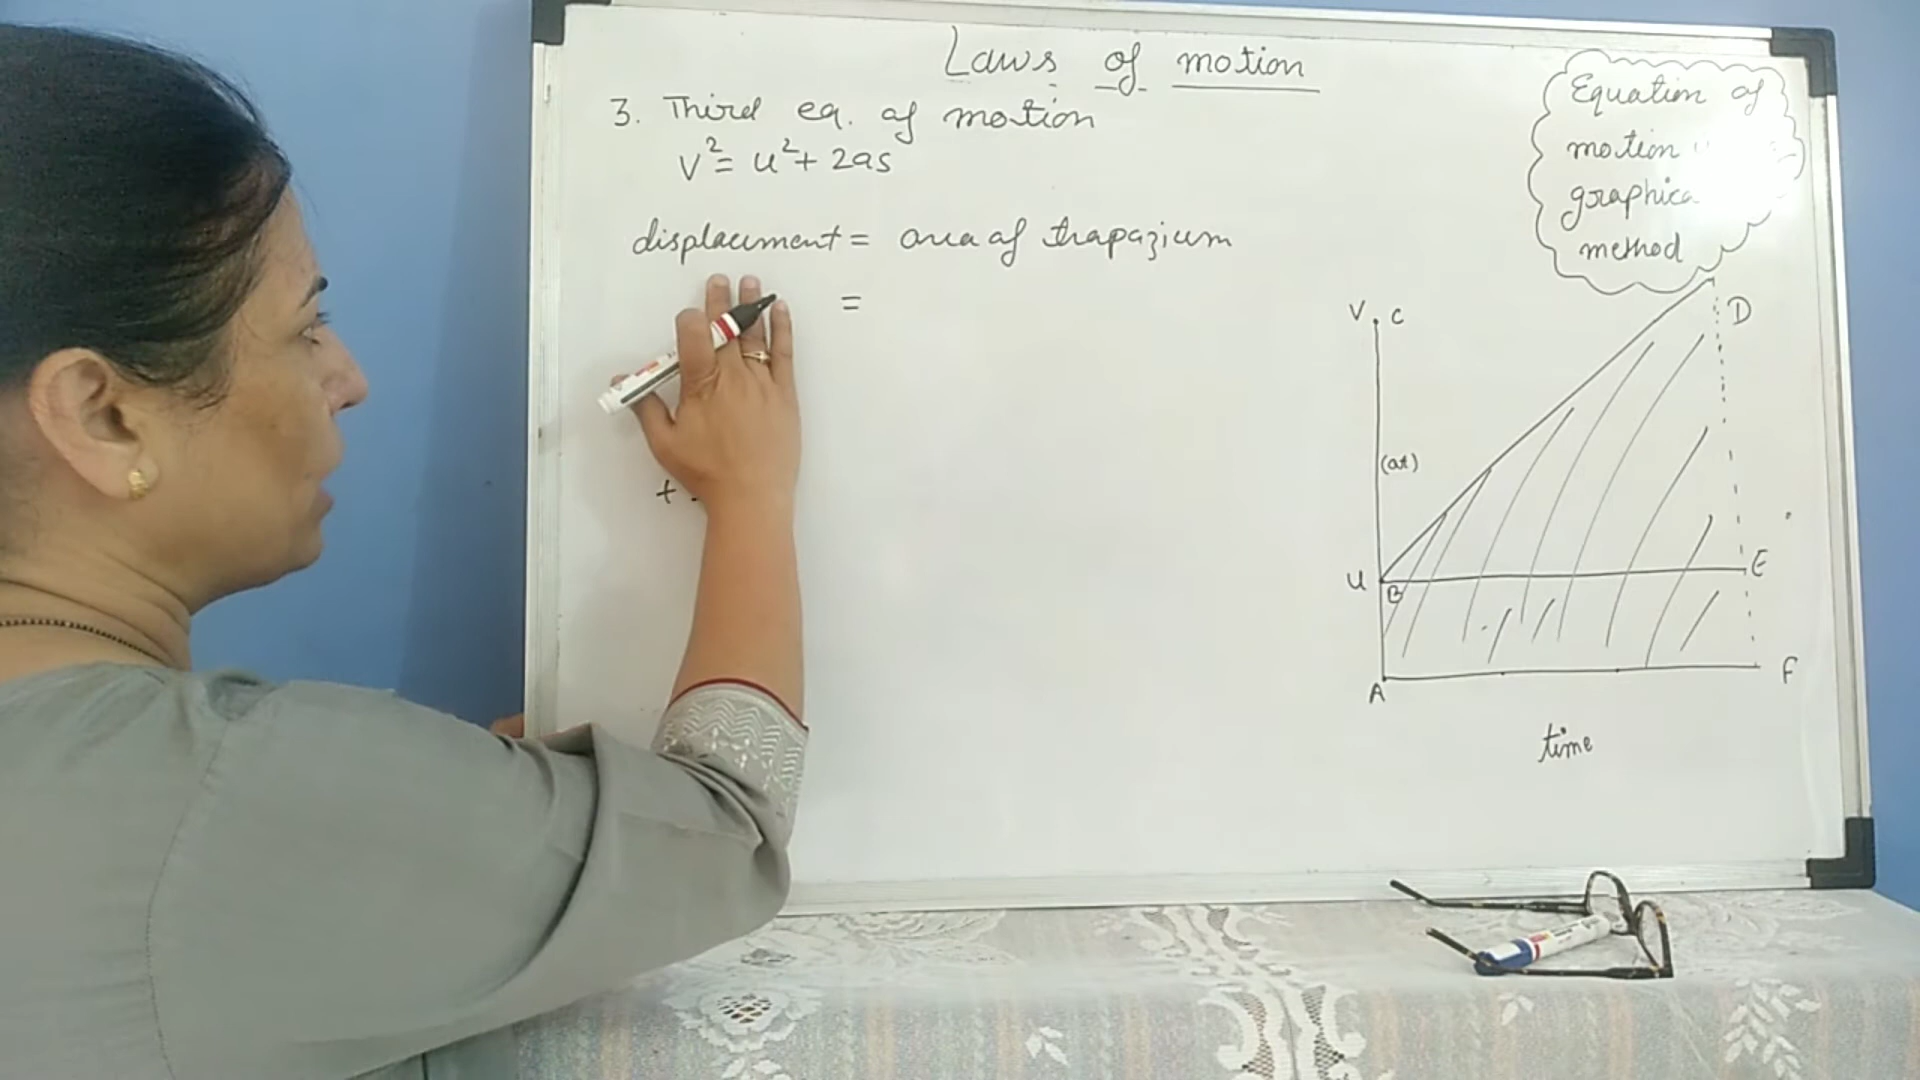 Laws of motion
3. Third eq. of motion
v²= u²+ 2as
displacement = area of trapazium
=
+
Equation of
motion
graphica
method
V C
D
(at)
U
B
E
A
F
time